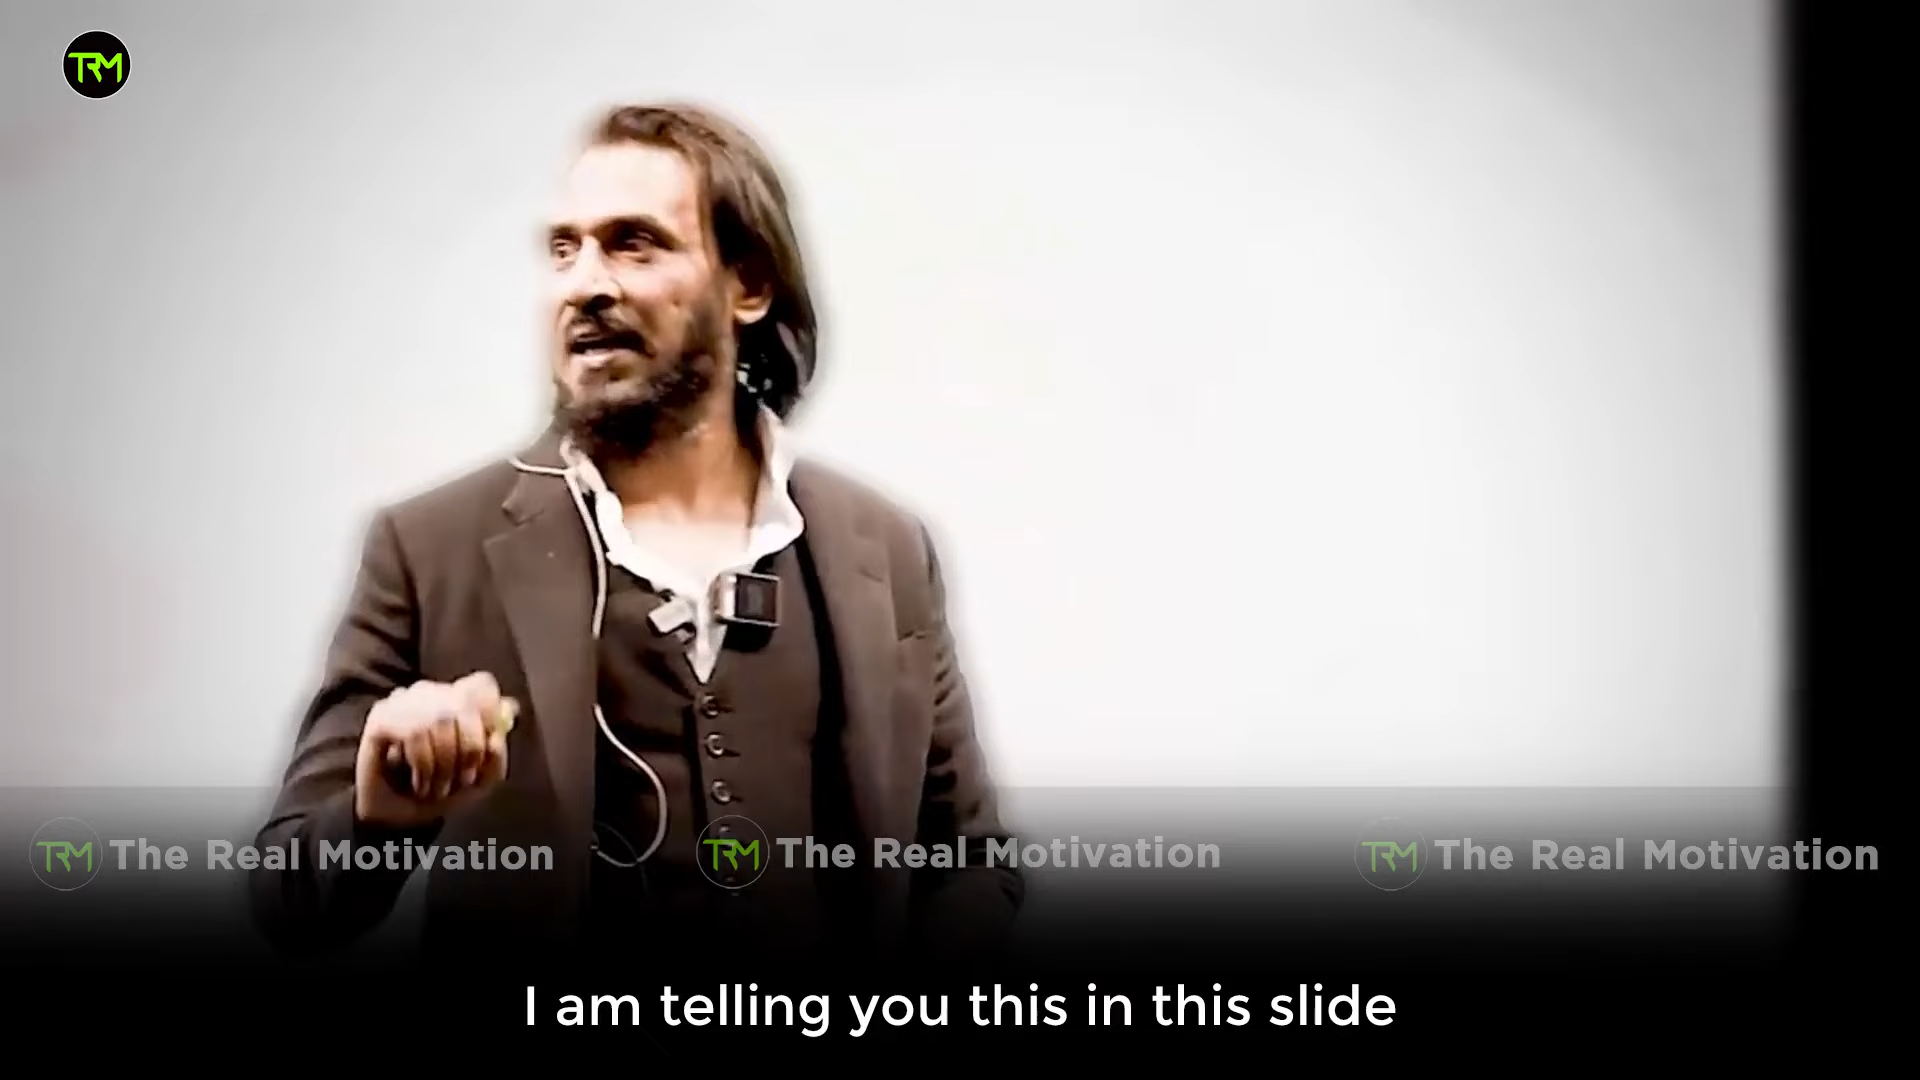 TRM
TRM The Real Motivation
TRM The Real Motivation
TRM The Real Motivation
I am telling you this in this slide